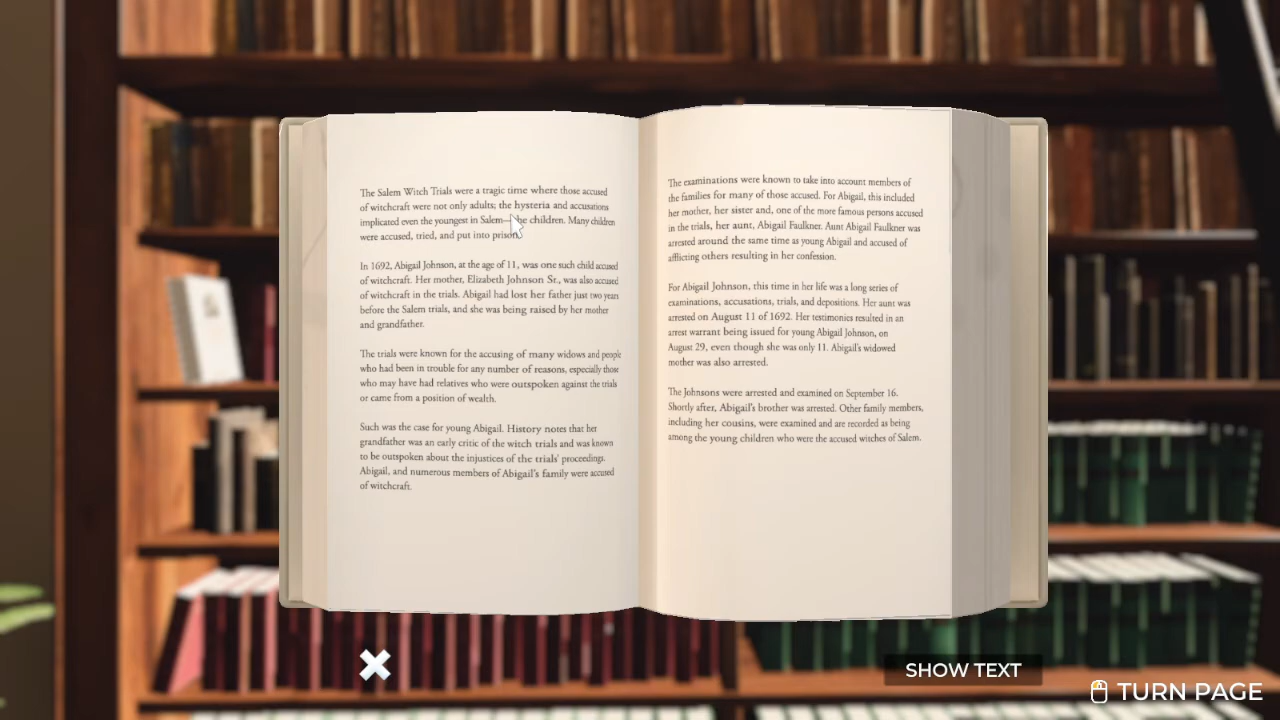 The Salem Witch Trials were a tragic time where those accused
of witchcraft were not only adults; the hysteria and accusations
implicated even the youngest in Salem—the children. Many children
were accused, tried, and put into prison.
In 1692, Abigail Johnson, at the age of 11, was one such child accused
of witchcraft. Her mother, Elizabeth Johnson Sr., was also accused
of witchcraft in the trials. Abigail had lost her father just two years
before the Salem trials, and she was being raised by her mother
and grandfather.
The trials were known for the accusing of many widows and people
who had been in trouble for any number of reasons, especially those
who may have had relatives who were outspoken against the trials
or came from a position of wealth.
Such was the case for young Abigail. History notes that her
grandfather was an early critic of the witch trials and was known
to be outspoken about the injustices of the trials' proceedings.
Abigail, and numerous members of Abigail's family were accused
of witchcraft.
The examinations were known to take into account members of
the families for many of those accused. For Abigail, this included
her mother, her sister and, one of the more famous persons accused
in the trials, her aunt, Abigail Faulkner. Aunt Abigail Faulkner was
arrested around the same time as young Abigail and accused of
afflicting others resulting in her confession.
For Abigail Johnson, this time in her life was a long series of
examinations, accusations, trials, and depositions. Her aunt was
arrested on August 11 of 1692. Her testimonies resulted in an
arrest warrant being issued for young Abigail Johnson, on
August 29, even though she was only 11. Abigail's widowed
mother was also arrested.
The Johnsons were arrested and examined on September 16.
Shortly after, Abigail's brother was arrested. Other family members,
including her cousins, were examined and are recorded as being
among the young children who were the accused witches of Salem.
SHOW TEXT
TURN PAGE